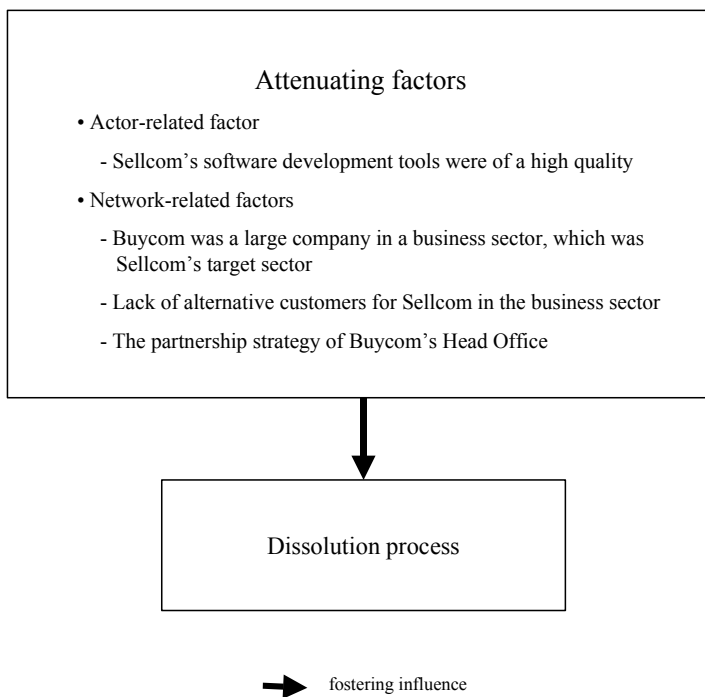 Attenuating factors
• Actor-related factor
- Sellcom’s software development tools were of a high quality
• Network-related factors
- Buycom was a large company in a business sector, which was
Sellcom’s target sector
- Lack of alternative customers for Sellcom in the business sector
- The partnership strategy of Buycom’s Head Office
Dissolution process
fostering influence